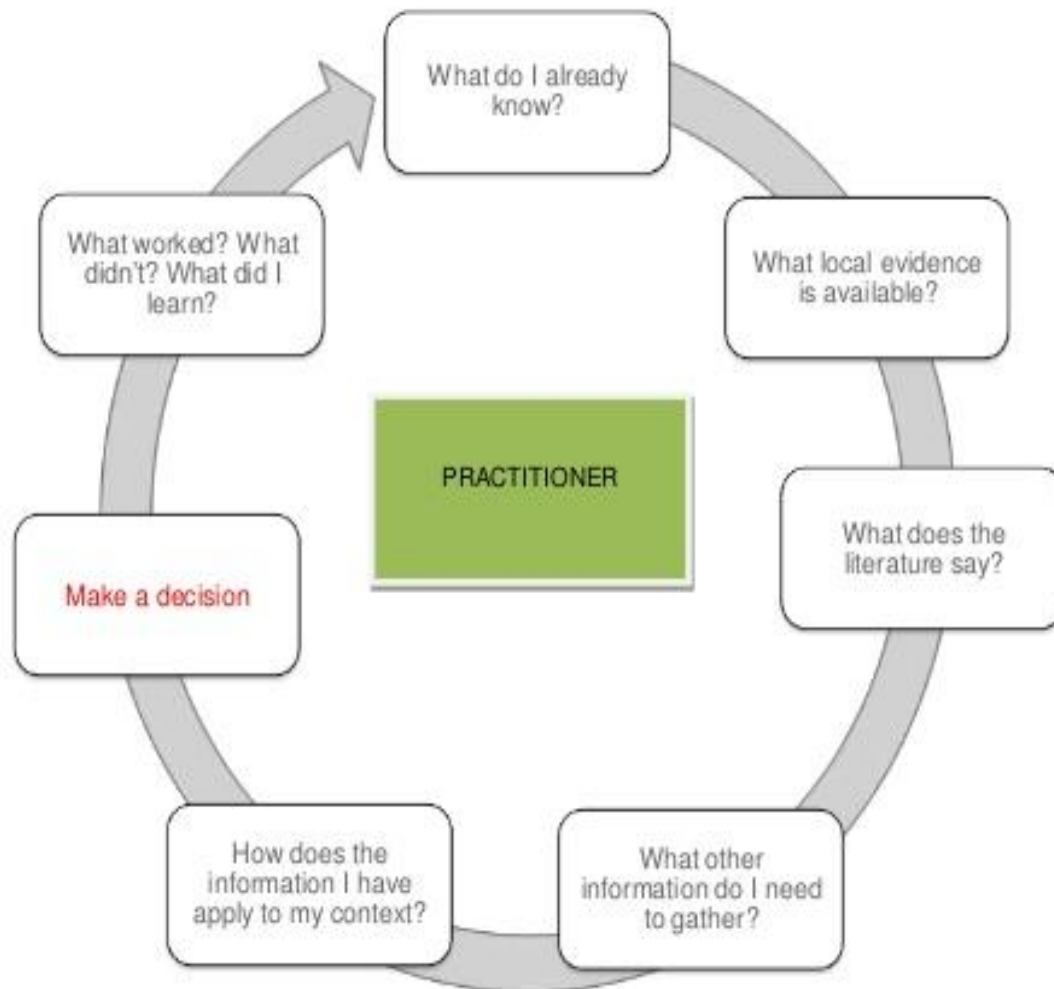 What do I already
know?
What local evidence
is available?
What does the
literature say?
What other
information do I need
to gather?
How does the
information I have
apply to my context?
Make a decision
What worked? What
didn't? What did I
learn?
PRACTITIONER